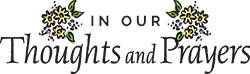 IN OUR
Thoughts and Prayers